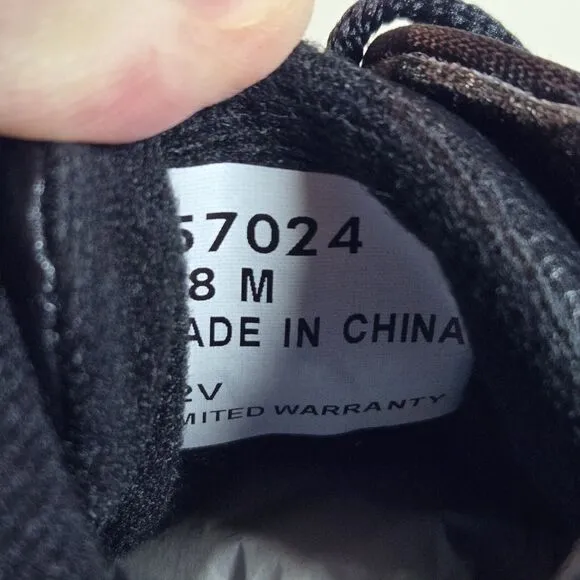 57024
8 M
ADE IN CHINA
2V
MITED WARRANTY